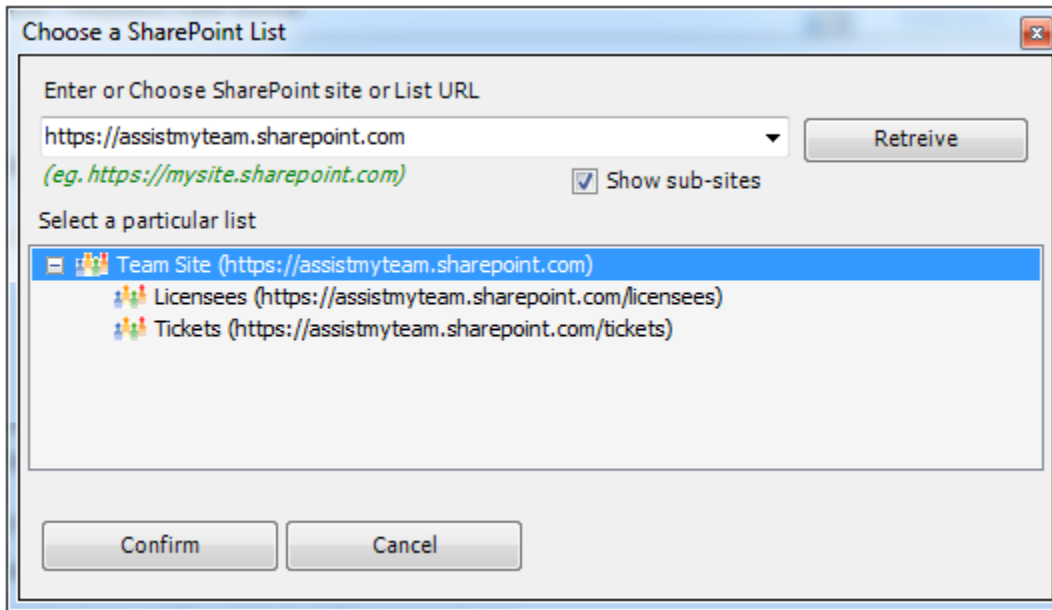 Choose a SharePoint List
Enter or Choose SharePoint site or List URL
https://assistmyteam.sharepoint.com
Retreive
(eg. https://mysite.sharepoint.com)
Show sub-sites
Select a particular list
Team Site (https://assistmyteam.sharepoint.com)
Licensees (https://assistmyteam.sharepoint.com/licensees)
Tickets (https://assistmyteam.sharepoint.com/tickets)
Confirm
Cancel